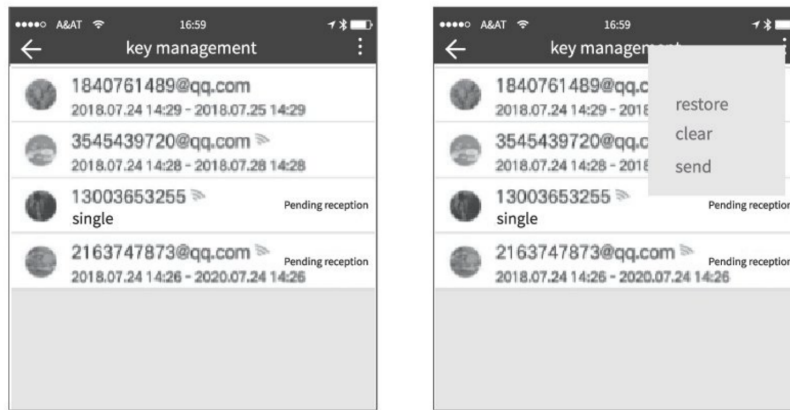 A&AT 16:59
key management
1840761489@qq.com
2018.07.24 14:29 - 2018.07.25 14:29
3545439720@qq.com
2018.07.24 14:28 - 2018.07.28 14:28
13003653255
Pending reception
single
2163747873@qq.com
Pending reception
2018.07.24 14:26 - 2020.07.24 14:26
A&AT 16:59
key managem
1840761489@qq.c
2018.07.24 14:29 - 2018
3545439720@qq.c
2018.07.24 14:28 - 2018
restore
clear
send
13003653255
Pending reception
single
2163747873@qq.com
Pending reception
2018.07.24 14:26 - 2020.07.24 14:26